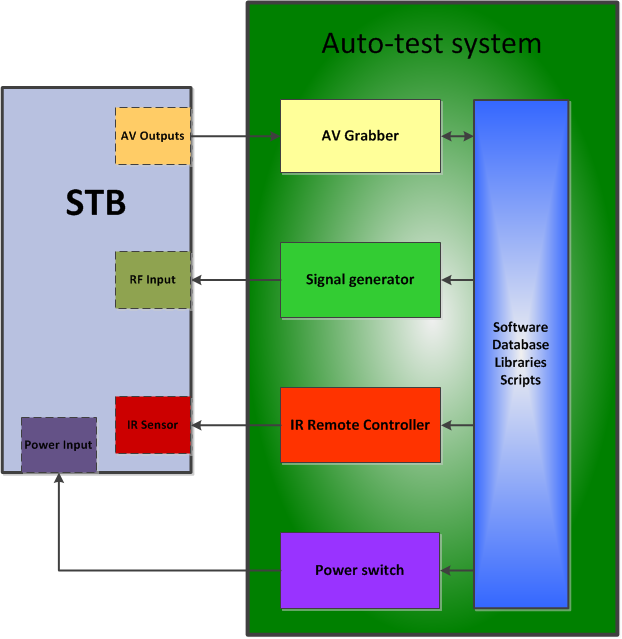 Auto-test system
AV Outputs
AV Grabber
STB
RF Input
Signal generator
Software
Database
Libraries
Scripts
IR Sensor
IR Remote Controller
Power Input
Power switch